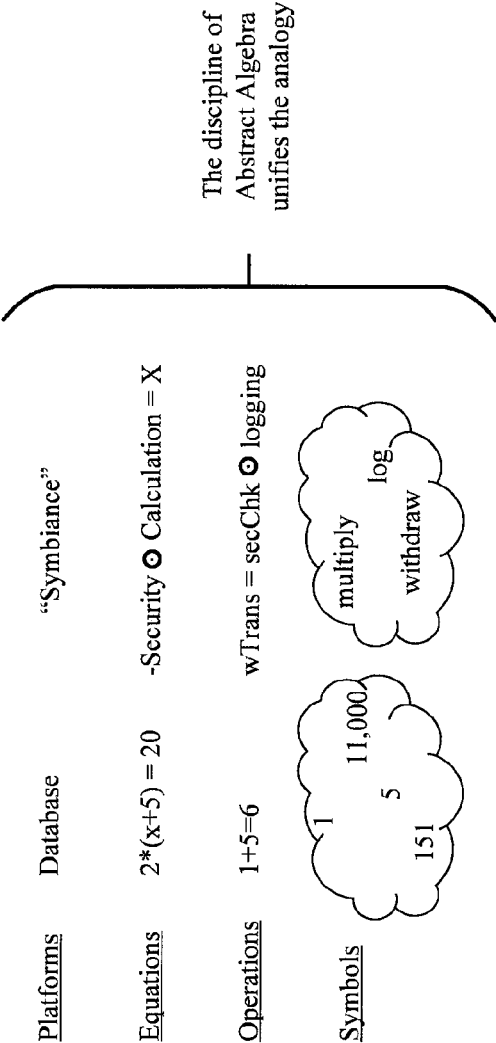 Platforms Database “Symbiance”
Equations 2*(x+5) = 20 -Security ⊙ Calculation = X
Operations 1+5=6 wTrans = secChk ⊙ logging
Symbols
1
11,000
5
151
multiply
log
withdraw
The discipline of
Abstract Algebra
unifies the analogy